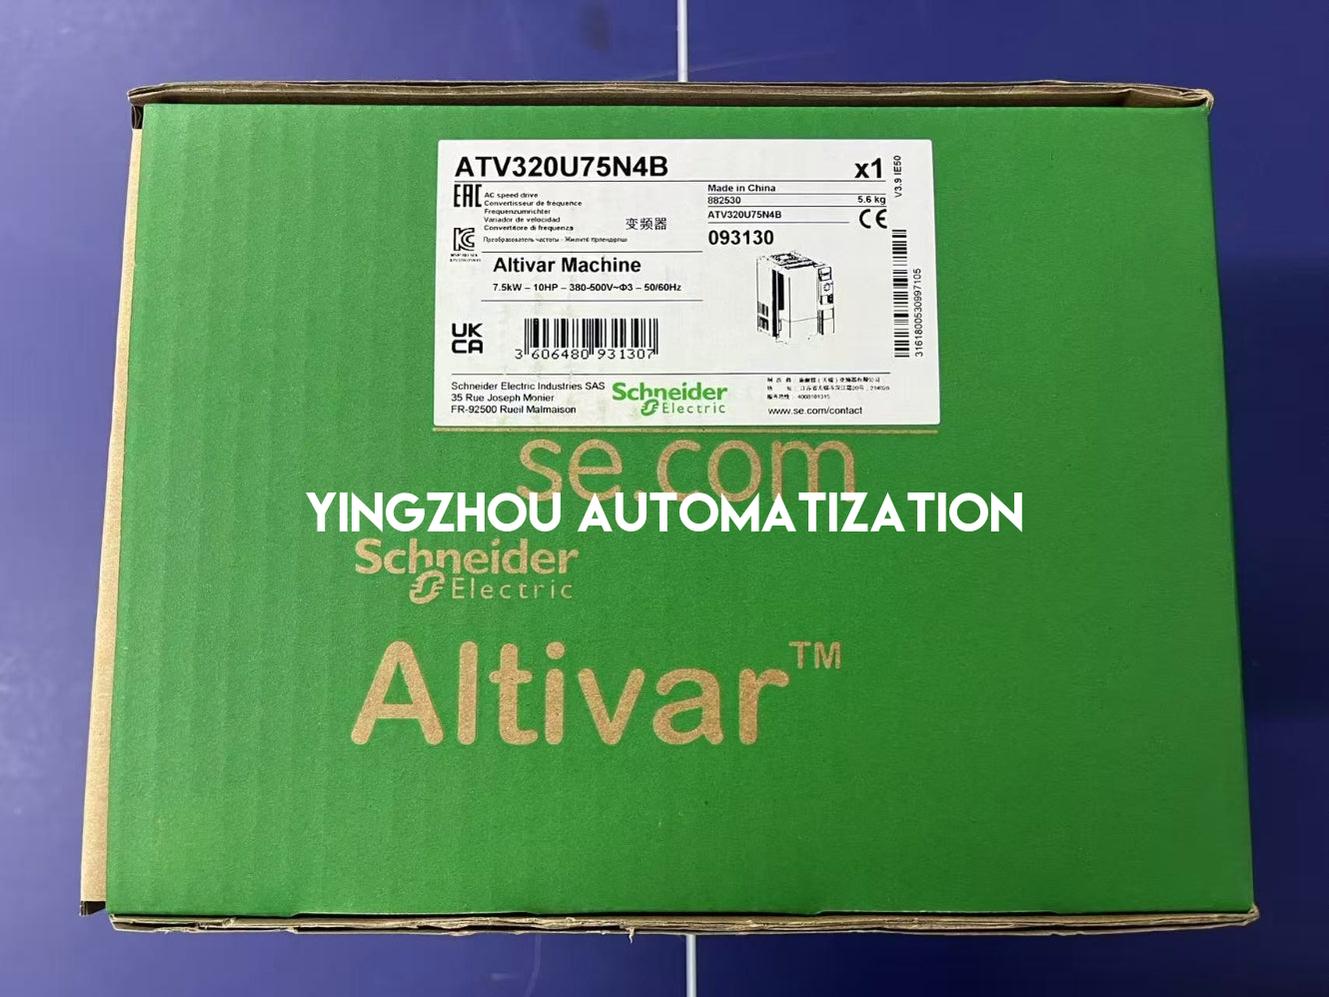 ATV320U75N4B
x1
V3.9 IE50
EAC
AC speed drive
Convertisseur de fréquence
Frequenzumrichter
Variador de velocidad
Convertitore di frequenza
变频器
Made in China
882530 5.6 kg
ATV320U75N4B
CE
093130
Altivar Machine
7.5kW – 10HP – 380-500V~Φ3 – 50/60Hz
UK
CA
3 606480 931307
3161800530997105
Schneider Electric Industries SAS
35 Rue Joseph Monier
FR-92500 Rueil Malmaison
Schneider
Electric
www.se.com/contact
se.com
YINGZHOU AUTOMATIZATION
Schneider
Electric
Altivar™